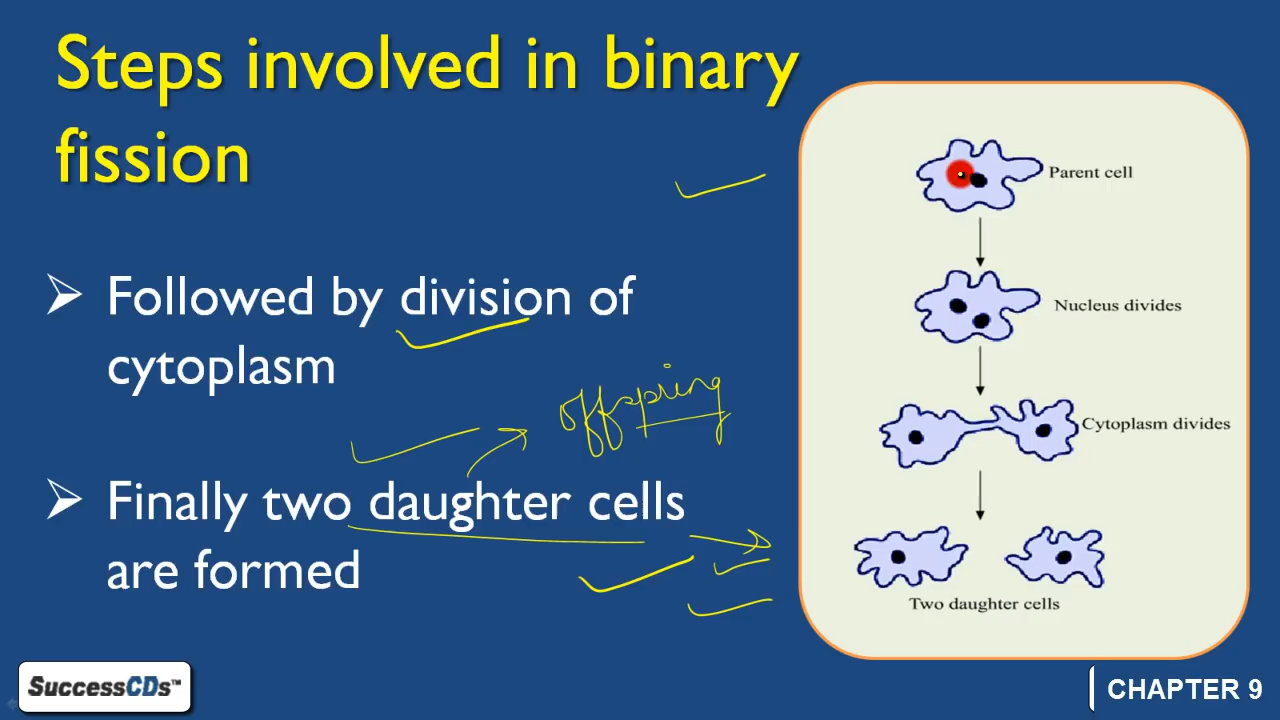 Steps involved in binary
fission
Followed by division of
cytoplasm
offspring
Finally two daughter cells
are formed
Parent cell
Nucleus divides
Cytoplasm divides
Two daughter cells
SuccessCDs™
CHAPTER 9